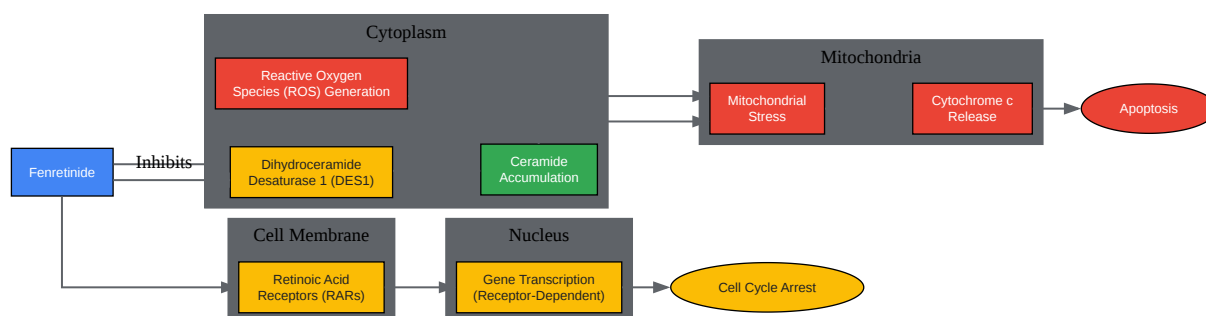 Cytoplasm
Reactive Oxygen
Species (ROS) Generation
Mitochondria
Mitochondrial
Stress
Cytochrome c
Release
Apoptosis
Fenretinide
Inhibits
Dihydroceramide
Desaturase 1 (DES1)
Ceramide
Accumulation
Cell Membrane
Retinoic Acid
Receptors (RARs)
Nucleus
Gene Transcription
(Receptor-Dependent)
Cell Cycle Arrest